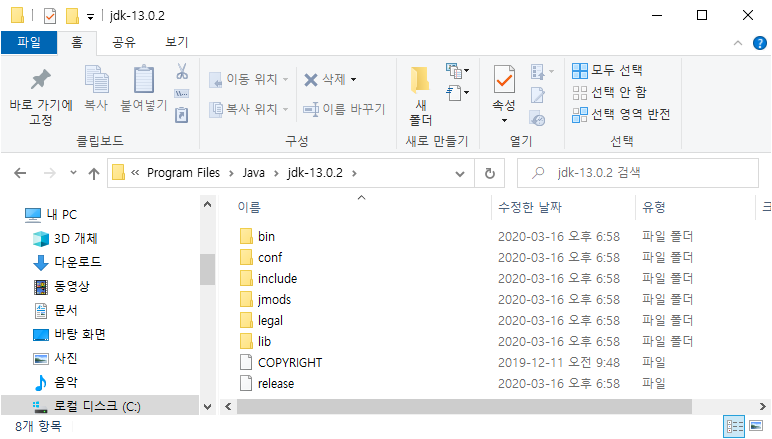 jdk-13.0.2
파일 홈 공유 보기
바로 가기에 고정
복사
붙여넣기
클립보드
이동 위치
복사 위치
삭제
이름 바꾸기
구성
새 폴더
새로 만들기
속성
열기
모두 선택
선택 안 함
선택 영역 반전
선택
« Program Files > Java > jdk-13.0.2 >
jdk-13.0.2 검색
내 PC
3D 개체
다운로드
동영상
문서
바탕 화면
사진
음악
로컬 디스크 (C:)
이름 수정한 날짜 유형 크
bin 2020-03-16 오후 6:58 파일 폴더
conf 2020-03-16 오후 6:58 파일 폴더
include 2020-03-16 오후 6:58 파일 폴더
jmods 2020-03-16 오후 6:58 파일 폴더
legal 2020-03-16 오후 6:58 파일 폴더
lib 2020-03-16 오후 6:58 파일 폴더
COPYRIGHT 2019-12-11 오전 9:48 파일
release 2020-03-16 오후 6:58 파일
8개 항목